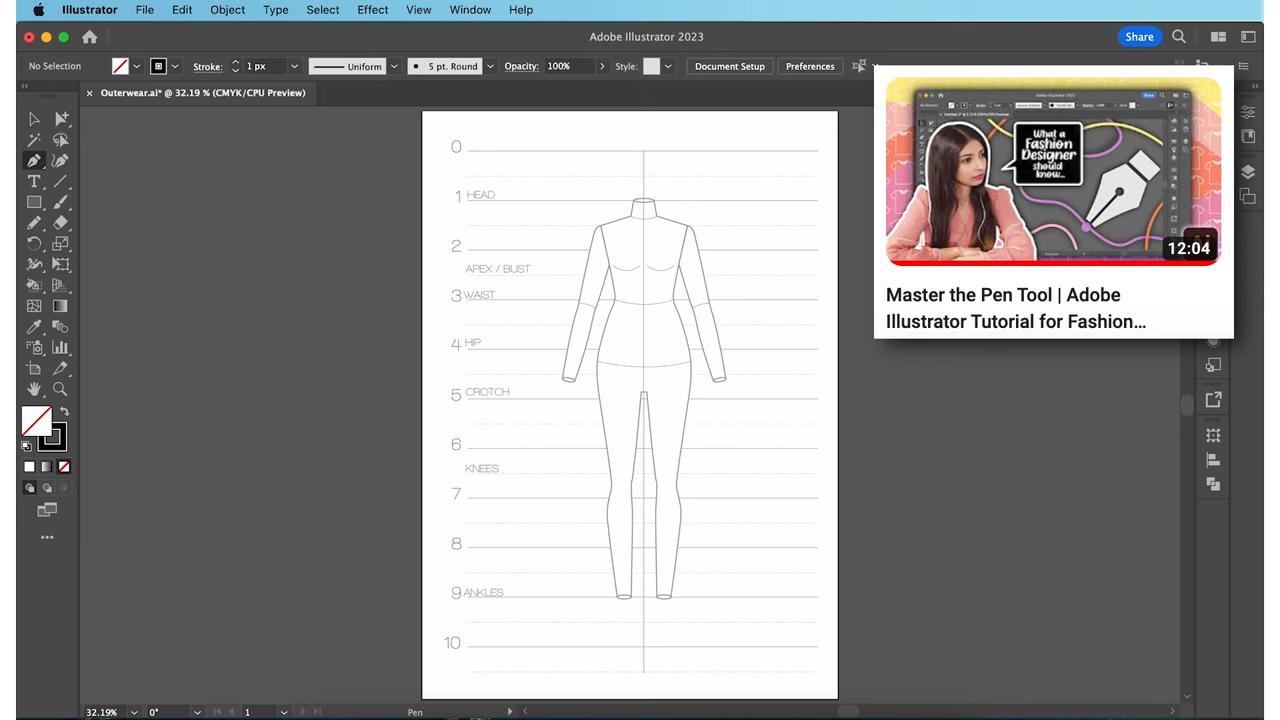 Illustrator File Edit Object Type Select Effect View Window Help
Adobe Illustrator 2023
Share
No Selection
Stroke:
1 px
Uniform
5 pt. Round
Opacity:
100%
Style:
Document Setup
Preferences
× Outerwear.ai* @ 32.19 % (CMYK/CPU Preview)
0
1 HEAD
2
APEX / BUST
3 WAIST
4 HIP
5 CROTCH
6
KNEES
7
8
9 ANKLES
10
What a
Fashion
Designer
should
know...
12:04
Master the Pen Tool | Adobe
Illustrator Tutorial for Fashion...
32.19%
0°
1
Pen